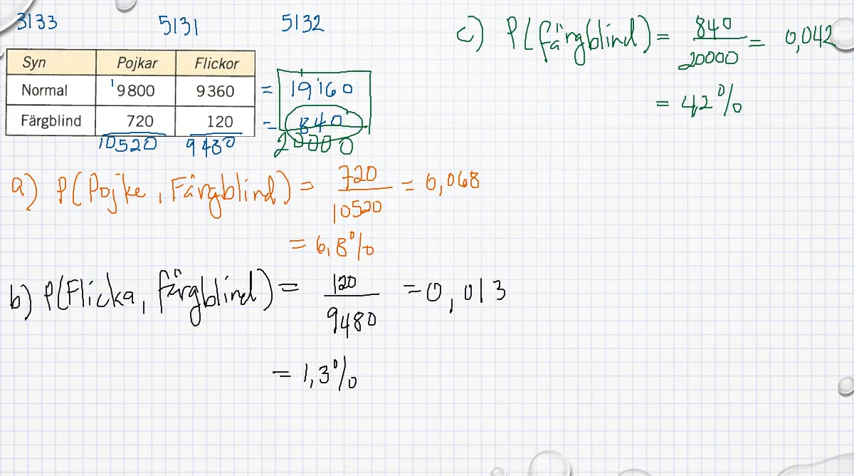 3133 5131 5132
Syn Pojkar Flickor
Normal 9800 9360 = 19160
Färgblind 720 120 = 840
10520 9480 20000
a) P(Pojke, Färgblind) = 720/10520 = 0,068
= 6,8%
b) P(Flicka, färgblind) = 120/9480 = 0,013
= 1,3%
c) P(färgblind) = 840/20000 = 0,042
= 4,2%